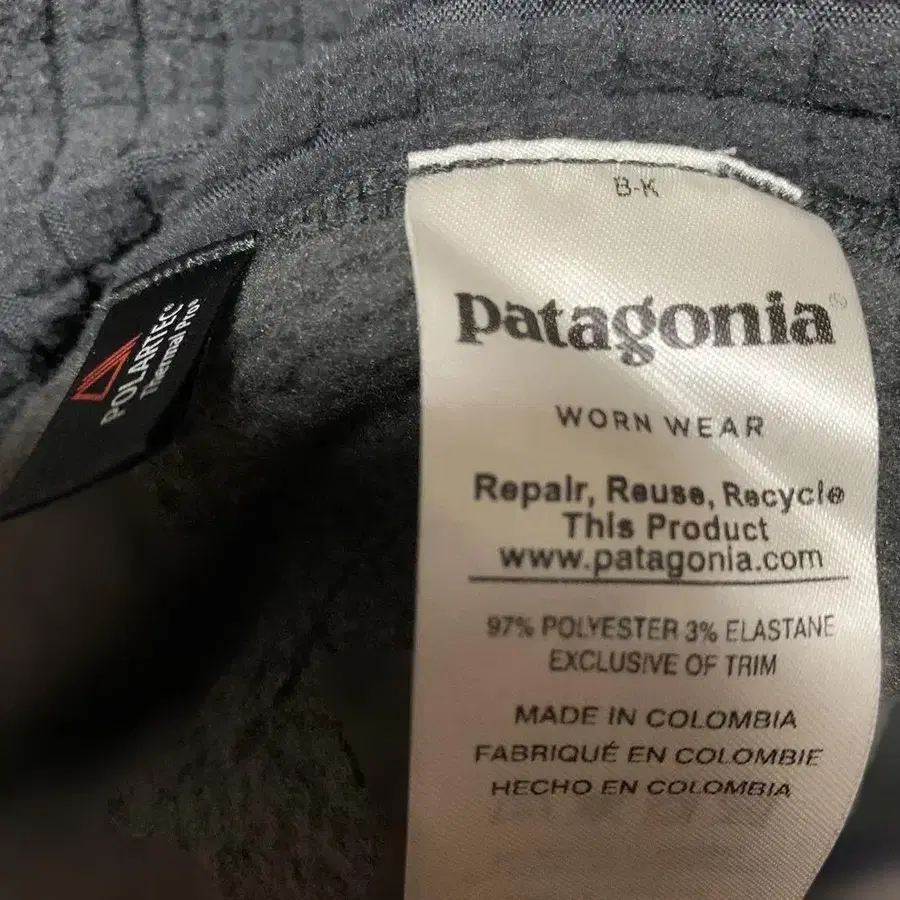 POLARTEC®
Thermal Pro®
B-K
patagonia®
WORN WEAR
Repair, Reuse, Recycle
This Product
www.patagonia.com
97% POLYESTER 3% ELASTANE
EXCLUSIVE OF TRIM
MADE IN COLOMBIA
FABRIQUÉ EN COLOMBIE
HECHO EN COLOMBIA